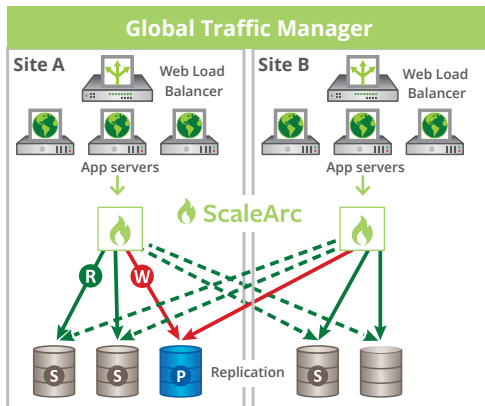 Global Traffic Manager
Site A
Web Load
Balancer
App servers
Site B
Web Load
Balancer
App servers
ScaleArc
R
W
S
S
P
Replication
S